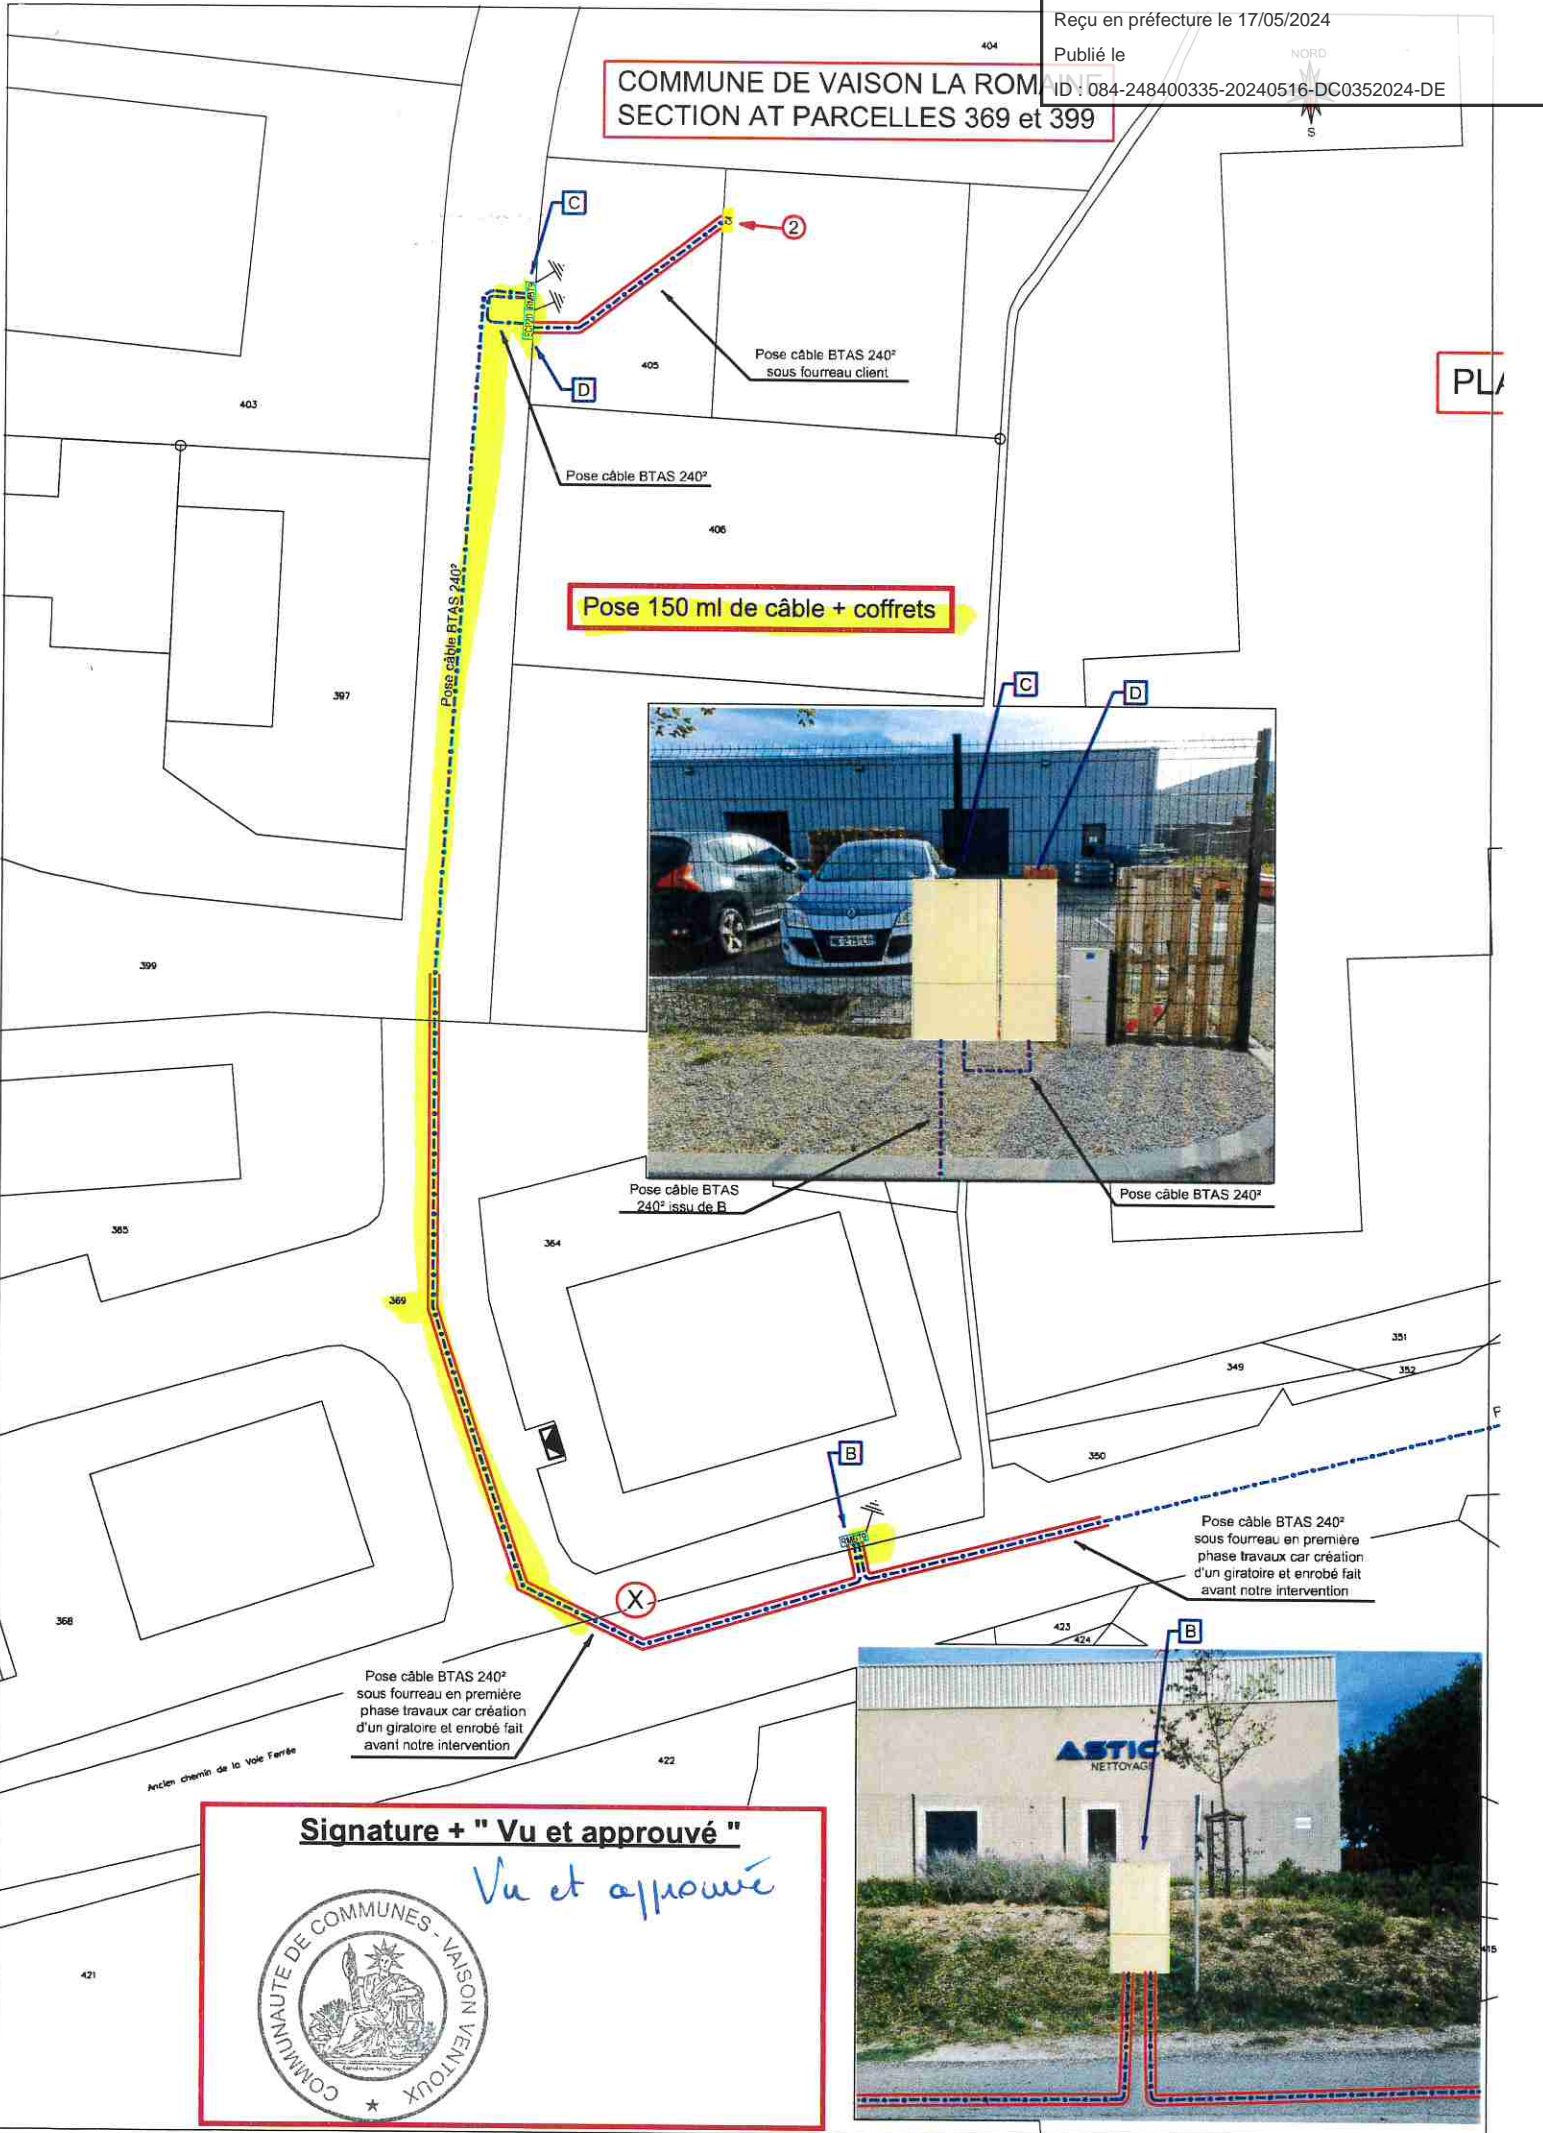 Reçu en préfecture le 17/05/2024
Publié le
ID : 084-248400335-20240516-DC0352024-DE
NORD
S
404
COMMUNE DE VAISON LA ROMAINE
SECTION AT PARCELLES 369 et 399
C
2
Pose câble BTAS 240²
sous fourreau client
405
D
PLA
403
Pose câble BTAS 240²
406
Pose câble BTAS 240²
Pose 150 ml de câble + coffrets
397
C
D
399
Pose câble BTAS
240² issu de B
Pose câble BTAS 240²
365
364
369
351
349
352
350
B
RMBT9
Pose câble BTAS 240²
sous fourreau en première
phase travaux car création
d'un giratoire et enrobé fait
avant notre intervention
X
368
423
424
B
Pose câble BTAS 240²
sous fourreau en première
phase travaux car création
d'un giratoire et enrobé fait
avant notre intervention
Ancien chemin de la Voie Ferrée
422
ASTIC
NETTOYAGE
Signature + " Vu et approuvé "
Vu et approuvé
COMMUNAUTE DE COMMUNES - VAISON VENTOUX
421
415